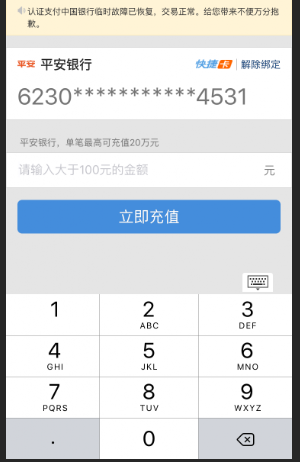 认证支付中国银行临时故障已恢复，交易正常。给您带来不便万分抱
歉。
平安 平安银行 快捷卡 解除绑定
6230***********4531
平安银行，单笔最高可充值20万元
请输入大于100元的金额 元
立即充值
1 2 3
ABC DEF
4 5 6
GHI JKL MNO
7 8 9
PQRS TUV WXYZ
. 0